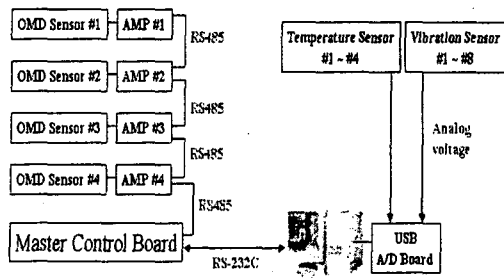 OMD Sensor #1
AMP #1
RS485
OMD Sensor #2
AMP #2
RS485
OMD Sensor #3
AMP #3
RS485
OMD Sensor #4
AMP #4
RS485
Master Control Board
RS-232C
Temperature Sensor
#1 ~ #4
Vibration Sensor
#1 ~ #8
Analog
voltage
USB
A/D Board